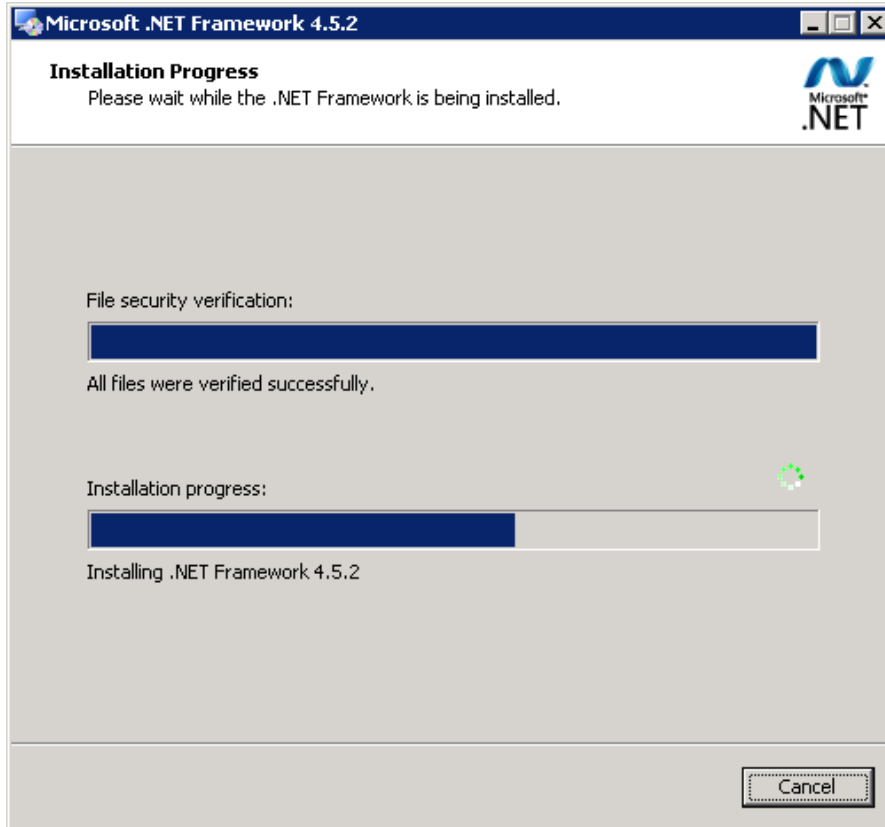 Microsoft .NET Framework 4.5.2
Installation Progress
Please wait while the .NET Framework is being installed.
Microsoft®
.NET
File security verification:
All files were verified successfully.
Installation progress:
Installing .NET Framework 4.5.2
Cancel